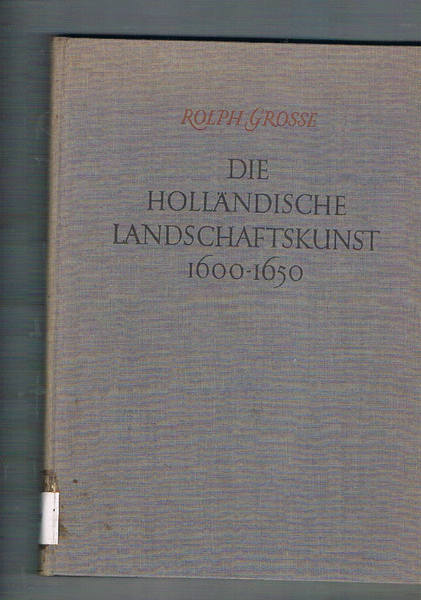 ROLPH GROSSE
DIE
HOLLÄNDISCHE
LANDSCHAFTSKUNST
1600-1650